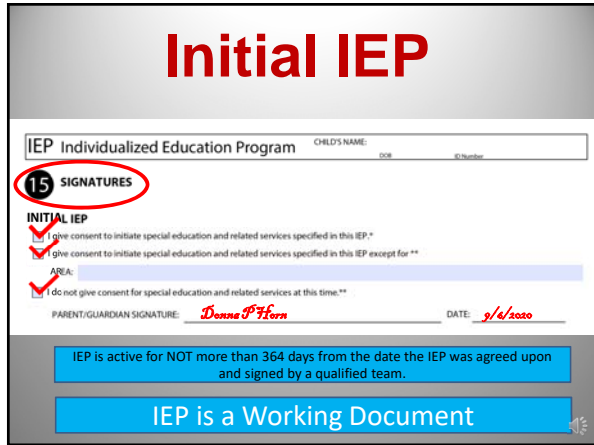 Initial IEP
IEP Individualized Education Program CHILD'S NAME:
DOB ID Number
15 SIGNATURES
INITIAL IEP
I give consent to initiate special education and related services specified in this IEP.*
I give consent to initiate special education and related services specified in this IEP except for **
AREA:
I do not give consent for special education and related services at this time.**
PARENT/GUARDIAN SIGNATURE: Donna P Horn DATE: 9/6/2020
IEP is active for NOT more than 364 days from the date the IEP was agreed upon
and signed by a qualified team.
IEP is a Working Document